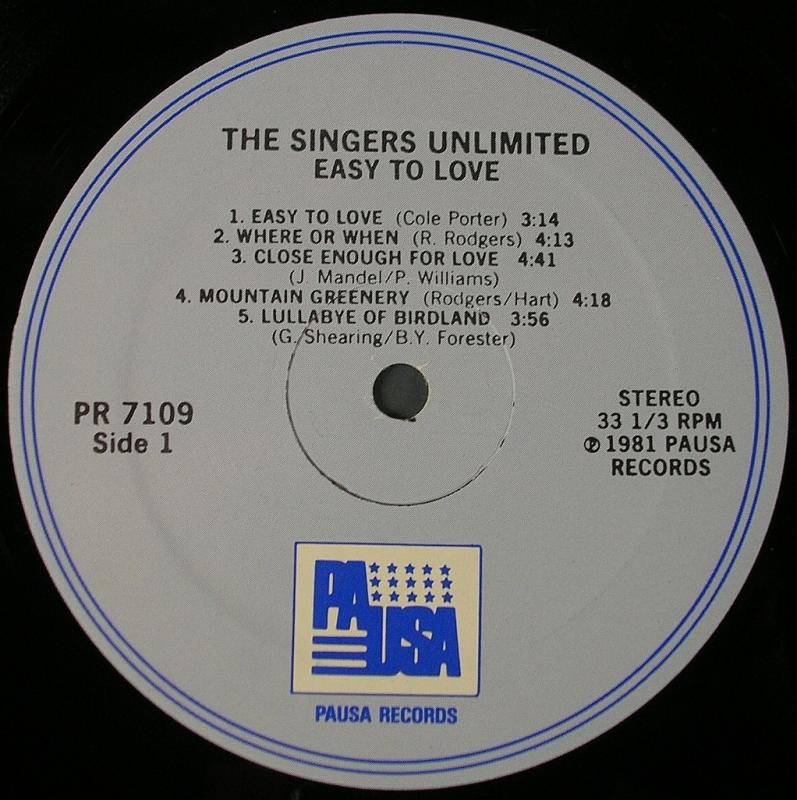 THE SINGERS UNLIMITED
EASY TO LOVE
1. EASY TO LOVE (Cole Porter) 3:14
2. WHERE OR WHEN (R. Rodgers) 4:13
3. CLOSE ENOUGH FOR LOVE 4:41
(J. Mandel/P. Williams)
4. MOUNTAIN GREENERY (Rodgers/Hart) 4:18
5. LULLABYE OF BIRDLAND 3:56
(G. Shearing/B.Y. Forester)
PR 7109
Side 1
STEREO
33 1/3 RPM
℗ 1981 PAUSA
RECORDS
PAUSA
PAUSA RECORDS